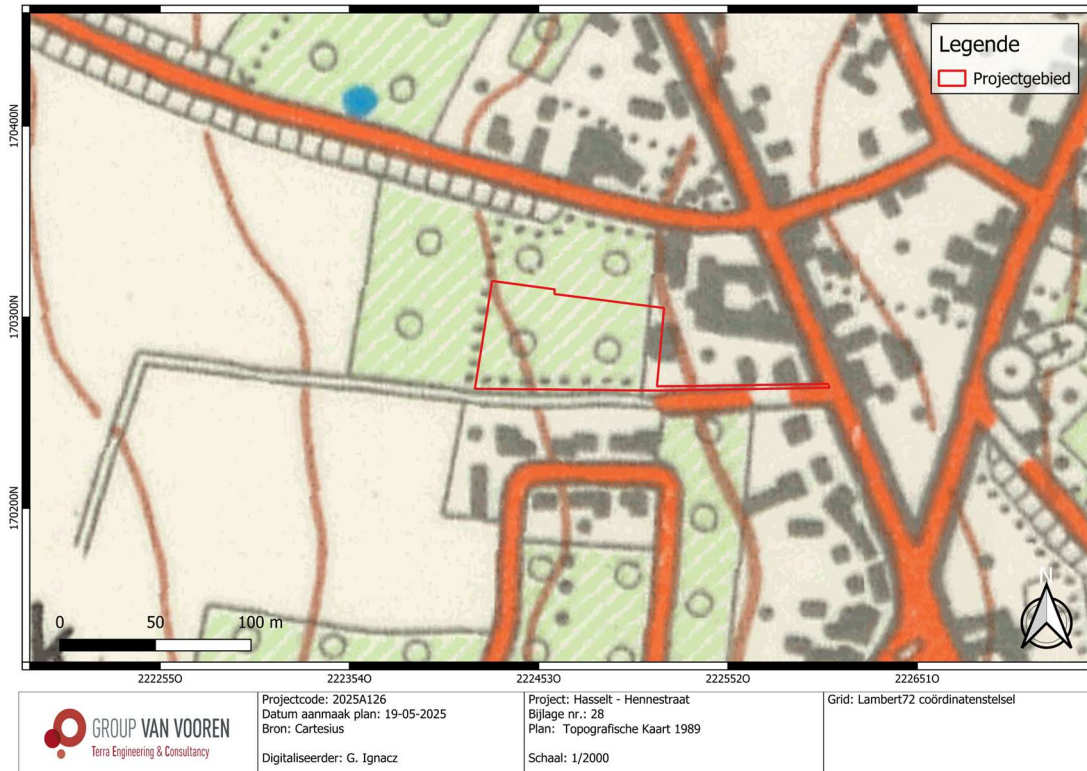 Legende
Projectgebied
170400N
170300N
170200N
0 50 100 m
N
222255O 222354O 222453O 222552O 222651O
GROUP VAN VOOREN
Terra Engineering & Consultancy
Projectcode: 2025A126
Datum aanmaak plan: 19-05-2025
Bron: Cartesius
Digitaliseerder: G. Ignacz
Project: Hasselt - Hennestraat
Bijlage nr.: 28
Plan: Topografische Kaart 1989
Schaal: 1/2000
Grid: Lambert72 coördinatenstelsel